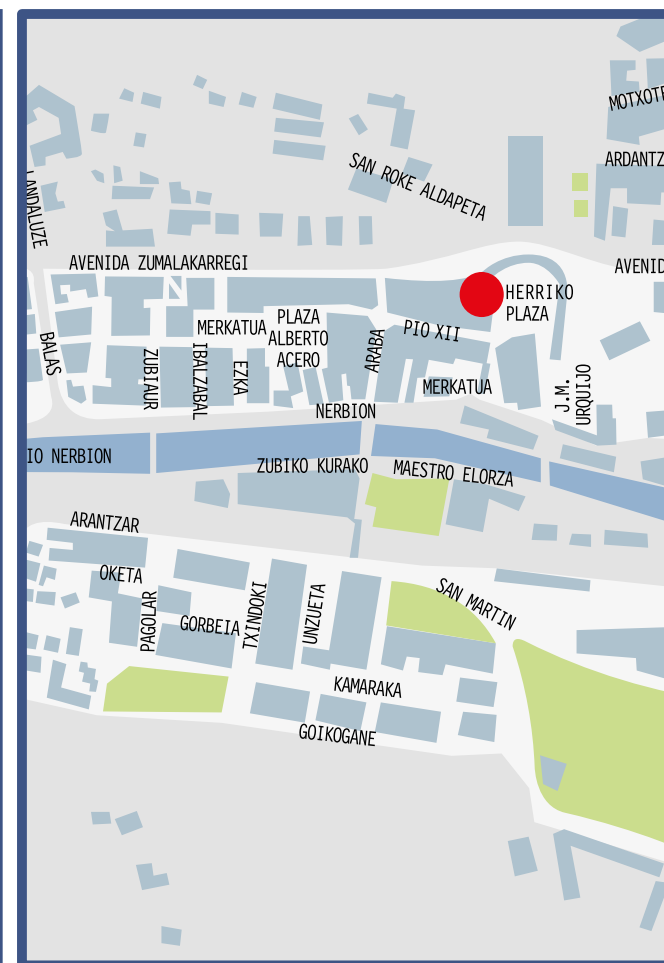 MOTXOTE
SAN ROKE ALDAPETA
ARDANTZ
LANDALUZE
AVENIDA ZUMALAKARREGI
AVENID
HERRIKO
PLAZA
MERKATUA
PLAZA
ALBERTO
ACERO
PIO XII
ARABA
BALAS
ZUBIAUR
IBALZABAL
EZKA
MERKATUA
J.M.
URQUIJO
NERBION
IO NERBION
ZUBIKO KURAKO
MAESTRO ELORZA
ARANTZAR
OKETA
PAGOLAR
GORBEIA
TXINDOKI
UNZUETA
SAN MARTIN
KAMARAKA
GOIKOGANE